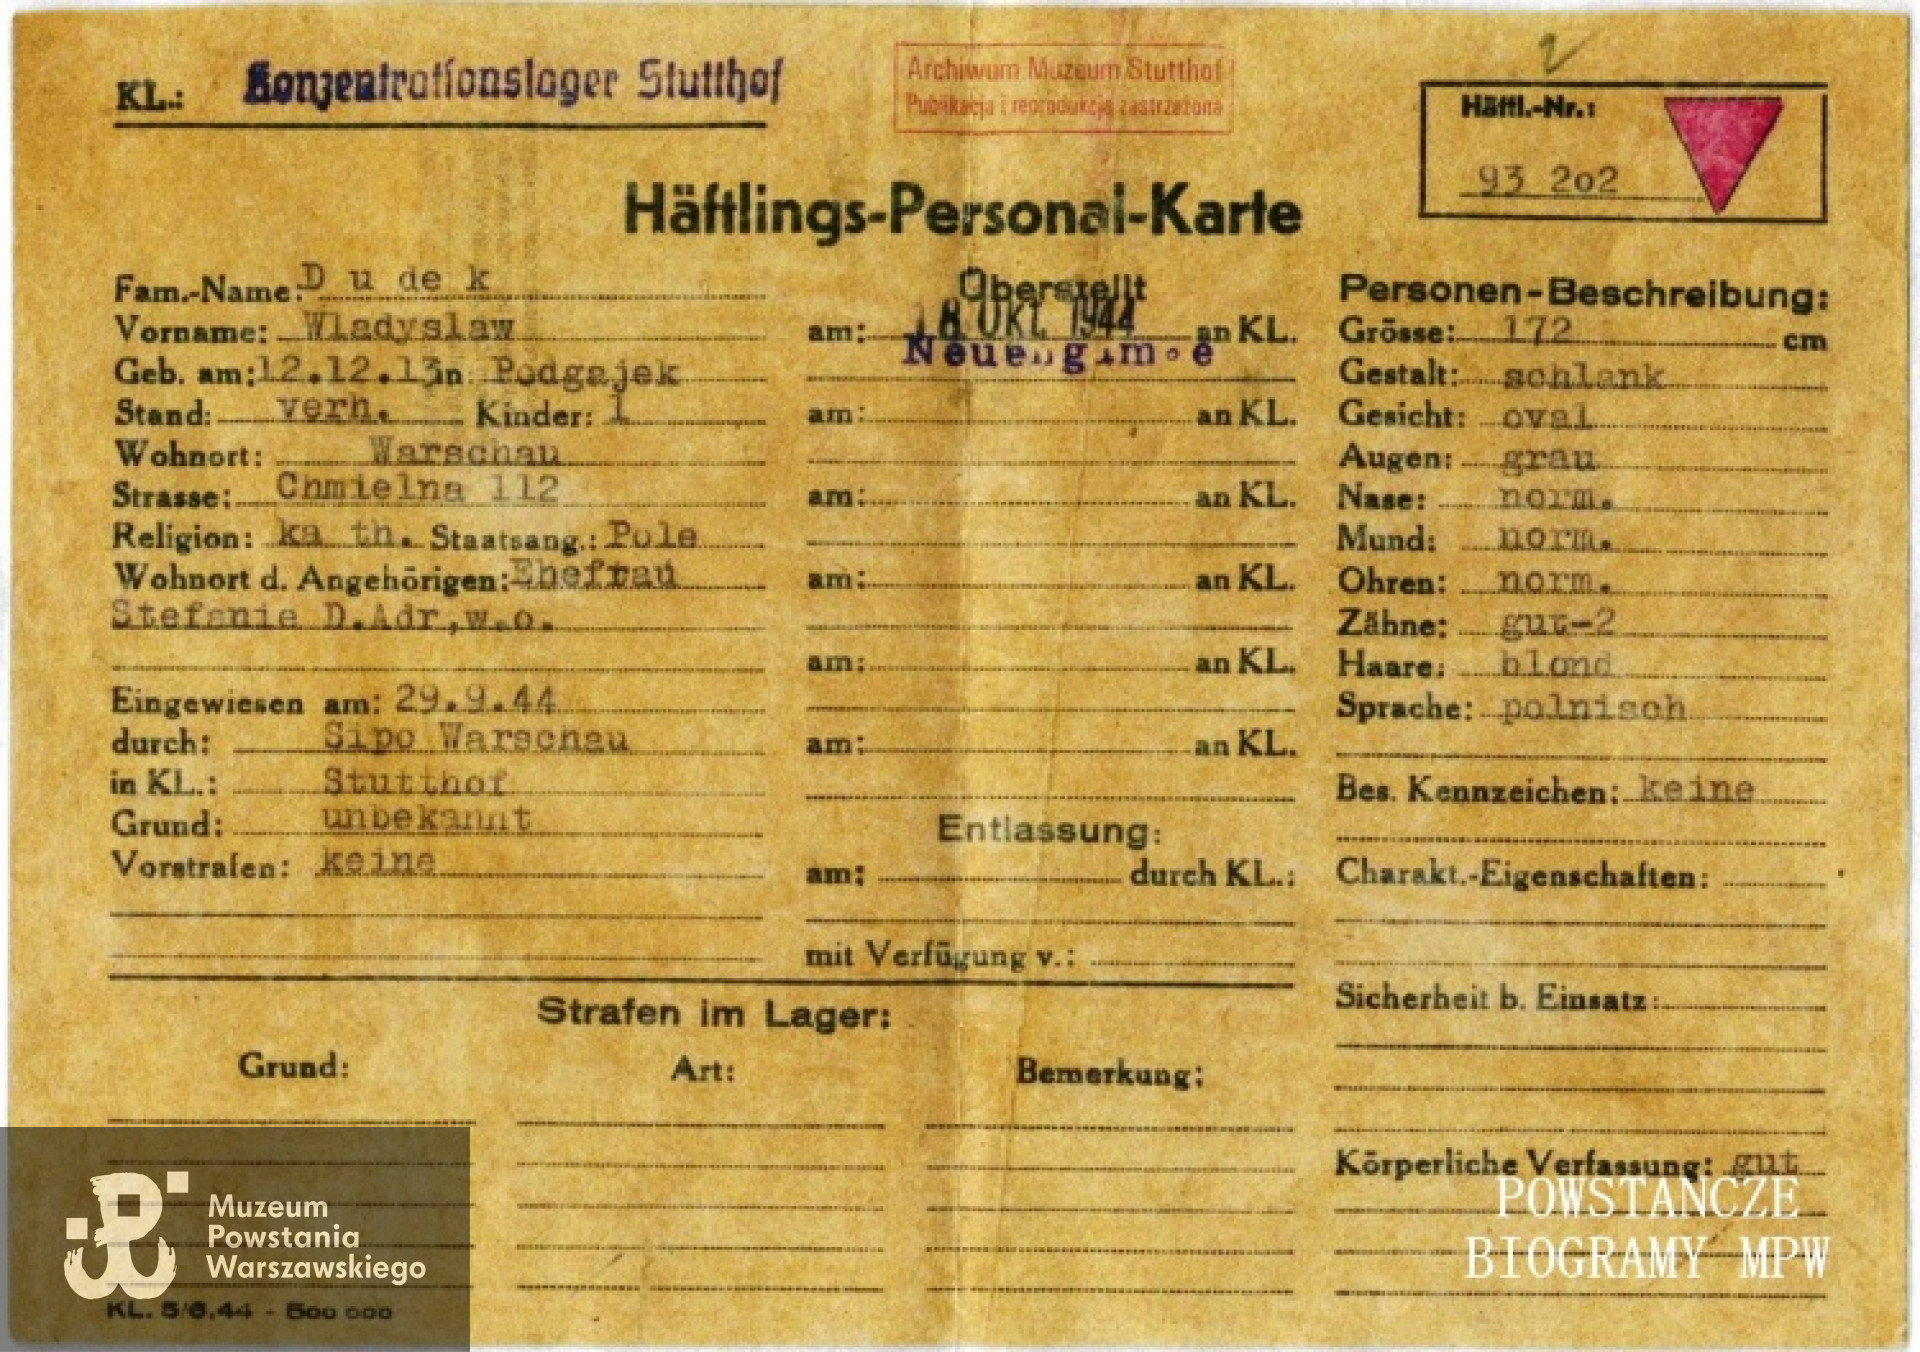 2
KL.: Konzentrationslager Stutthof
Archiwum Muzeum Stutthof
Publikacja i reprodukcja zastrzeżona
Häftl.-Nr.:
93 2o2
Häftlings-Personal-Karte
Fam.-Name: D u de k
Vorname: Wladyslaw
Geb. am: 12.12.13 in Podgajek
Stand: verh. Kinder: 1
Wohnort: Warschau
Strasse: Chmielna 112
Religion: ka th. Staatsang.: Pole
Wohnort d. Angehörigen: Ehefrau
Stefanie D.Adr,w.o.
Eingewiesen am: 29.9.44
durch: Sipo Warschau
in KL.: Stutthof
Grund: unbekannt
Vorstrafen: keine
Überstellt
am: 18 Okt. 1944 an KL.
Neuengamme
am: an KL.
am: an KL.
am: an KL.
am: an KL.
am: an KL.
Entlassung:
am: durch KL.:
mit Verfügung v.:
Personen-Beschreibung:
Grösse: 172 cm
Gestalt: schlank
Gesicht: oval
Augen: grau
Nase: norm.
Mund: norm.
Ohren: norm.
Zähne: gut-2
Haare: blond
Sprache: polnisch
Bes. Kennzeichen: keine
Charakt.-Eigenschaften:
Sicherheit b. Einsatz:
Körperliche Verfassung: gut
Strafen im Lager:
Grund: Art: Bemerkung:
Muzeum
Powstania
Warszawskiego
KL. 5/6.44 - 500 000
POWSTAŃCZE
BIOGRAMY MPW